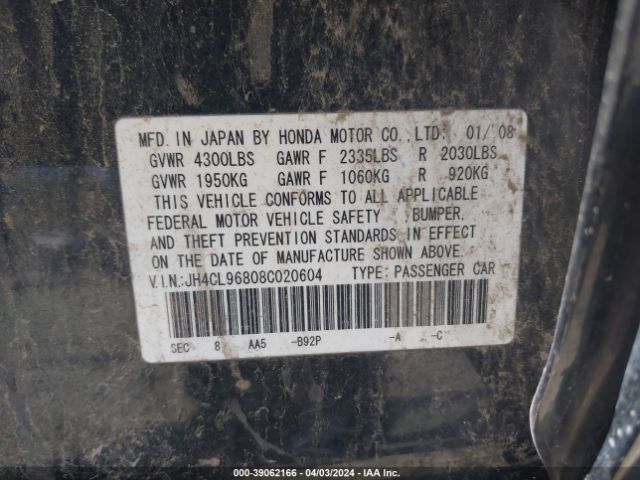 MFD. IN JAPAN BY HONDA MOTOR CO.,LTD. 01/'08
GVWR 4300LBS GAWR F 2335LBS R 2030LBS
GVWR 1950KG GAWR F 1060KG R 920KG
THIS VEHICLE CONFORMS TO ALL APPLICABLE
FEDERAL MOTOR VEHICLE SAFETY ,BUMPER,
AND THEFT PREVENTION STANDARDS IN EFFECT
ON THE DATE OF MANUFACTURE SHOWN ABOVE.
V.I.N.:JH4CL96808C020604 TYPE: PASSENGER CAR
SEC 8 AA5 -B92P -A -C
000-39062166 - 04/03/2024 - IAA Inc.